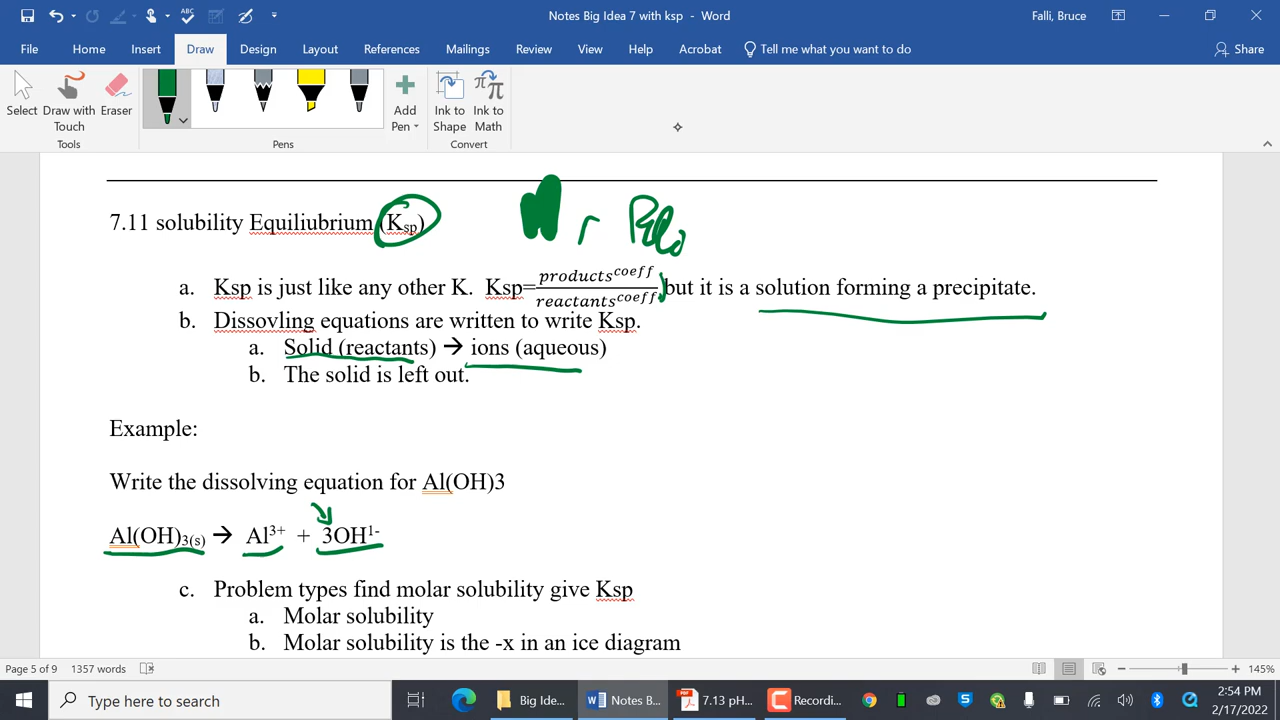 Notes Big Idea 7 with ksp - Word
Falli, Bruce
File Home Insert Draw Design Layout References Mailings Review View Help Acrobat Tell me what you want to do Share
Select Draw with Touch Eraser Add Pen Ink to Shape Ink to Math
Tools Pens Convert
7.11 solubility Equiliubrium (Ksp)
a. Ksp is just like any other K. Ksp=products^coeff/reactants^coeff, but it is a solution forming a precipitate.
b. Dissovling equations are written to write Ksp.
a. Solid (reactants) → ions (aqueous)
b. The solid is left out.
Example:
Write the dissolving equation for Al(OH)3
Al(OH)3(s) → Al3+ + 3OH1-
c. Problem types find molar solubility give Ksp
a. Molar solubility
b. Molar solubility is the -x in an ice diagram
Page 5 of 9 1357 words 145%
Type here to search Big Ide... Notes B... 7.13 pH... Recordi... 2:54 PM
2/17/2022